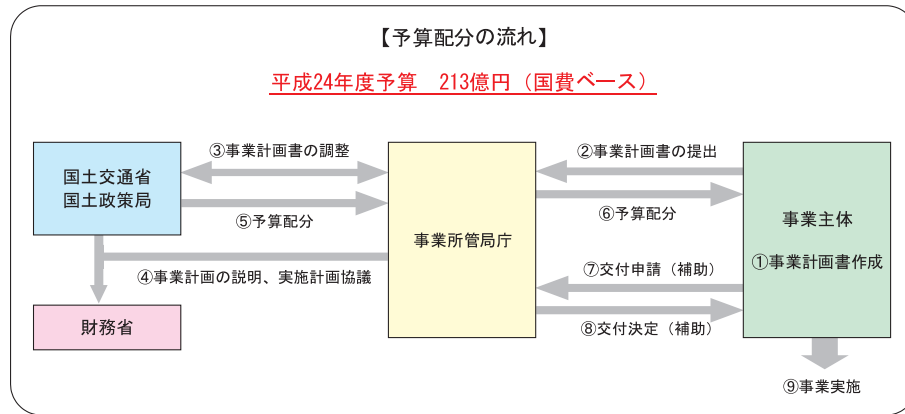 【予算配分の流れ】
平成24年度予算　213億円（国費ベース）
国土交通省
国土政策局
③事業計画書の調整
⑤予算配分
④事業計画の説明、実施計画協議
財務省
事業所管局庁
②事業計画書の提出
⑥予算配分
⑦交付申請（補助）
⑧交付決定（補助）
事業主体
①事業計画書作成
⑨事業実施